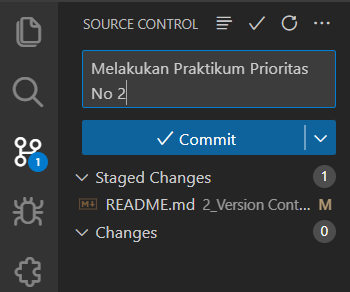 SOURCE CONTROL
Melakukan Praktikum Prioritas
No 2
Commit
1
Staged Changes 1
README.md 2_Version Cont... M
Changes 0